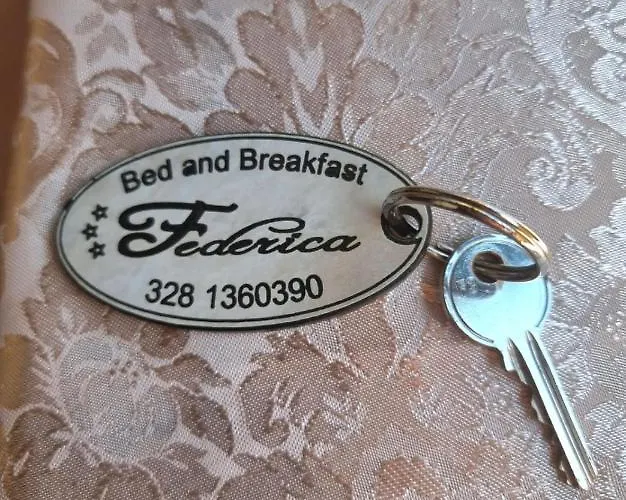 Bed and Breakfast
Federica
328 1360390